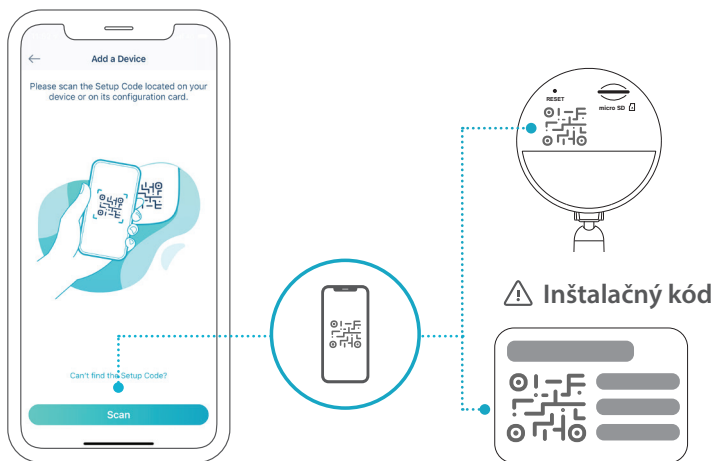 Add a Device
Please scan the Setup Code located on your
device or on its configuration card.
Can't find the Setup Code?
Scan
RESET
micro SD
Inštalačný kód